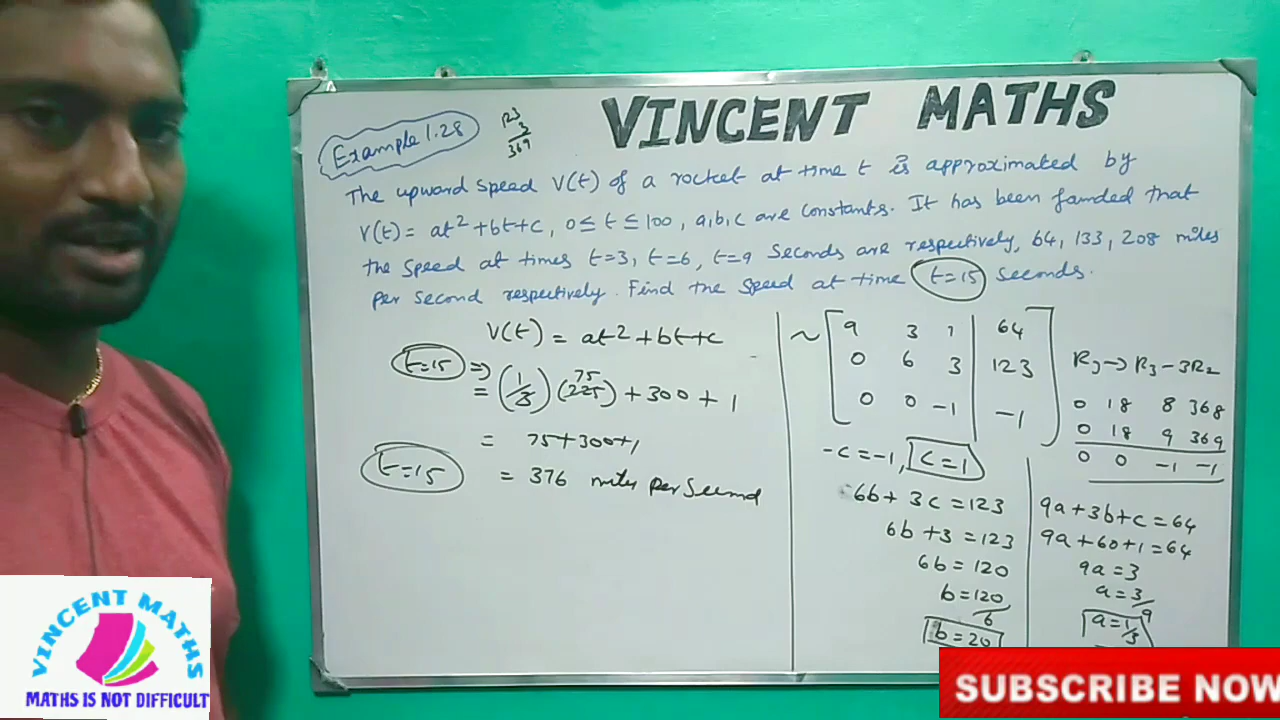 VINCENT MATHS
Example 1.28
123
3
369
The upward speed V(t) of a rocket at time t is approximated by
V(t) = at² + bt + c, 0 ≤ t ≤ 100, a, b, c are constants. It has been founded that
the speed at times t=3, t=6, t=9 seconds are respectively, 64, 133, 208 miles
per second respectively. Find the speed at time t=15 seconds.
V(t) = at² + bt + c
t=15 ⇒
= (1/3) (225) + 300 + 1
75
= 75 + 300 + 1
t=15
= 376 miles per second
~ 9 3 1 | 64
0 6 3 | 123
0 0 -1 | -1
R3 → R3 - 3R2
0 18 8 368
0 18 9 369
0 0 -1 -1
-c = -1, c = 1
6b + 3c = 123
6b + 3 = 123
6b = 120
b = 120/6
b = 20
9a + 3b + c = 64
9a + 60 + 1 = 64
9a = 3
a = 3/9
a = 1/3
VINCENT MATHS
MATHS IS NOT DIFFICULT
SUBSCRIBE NOW